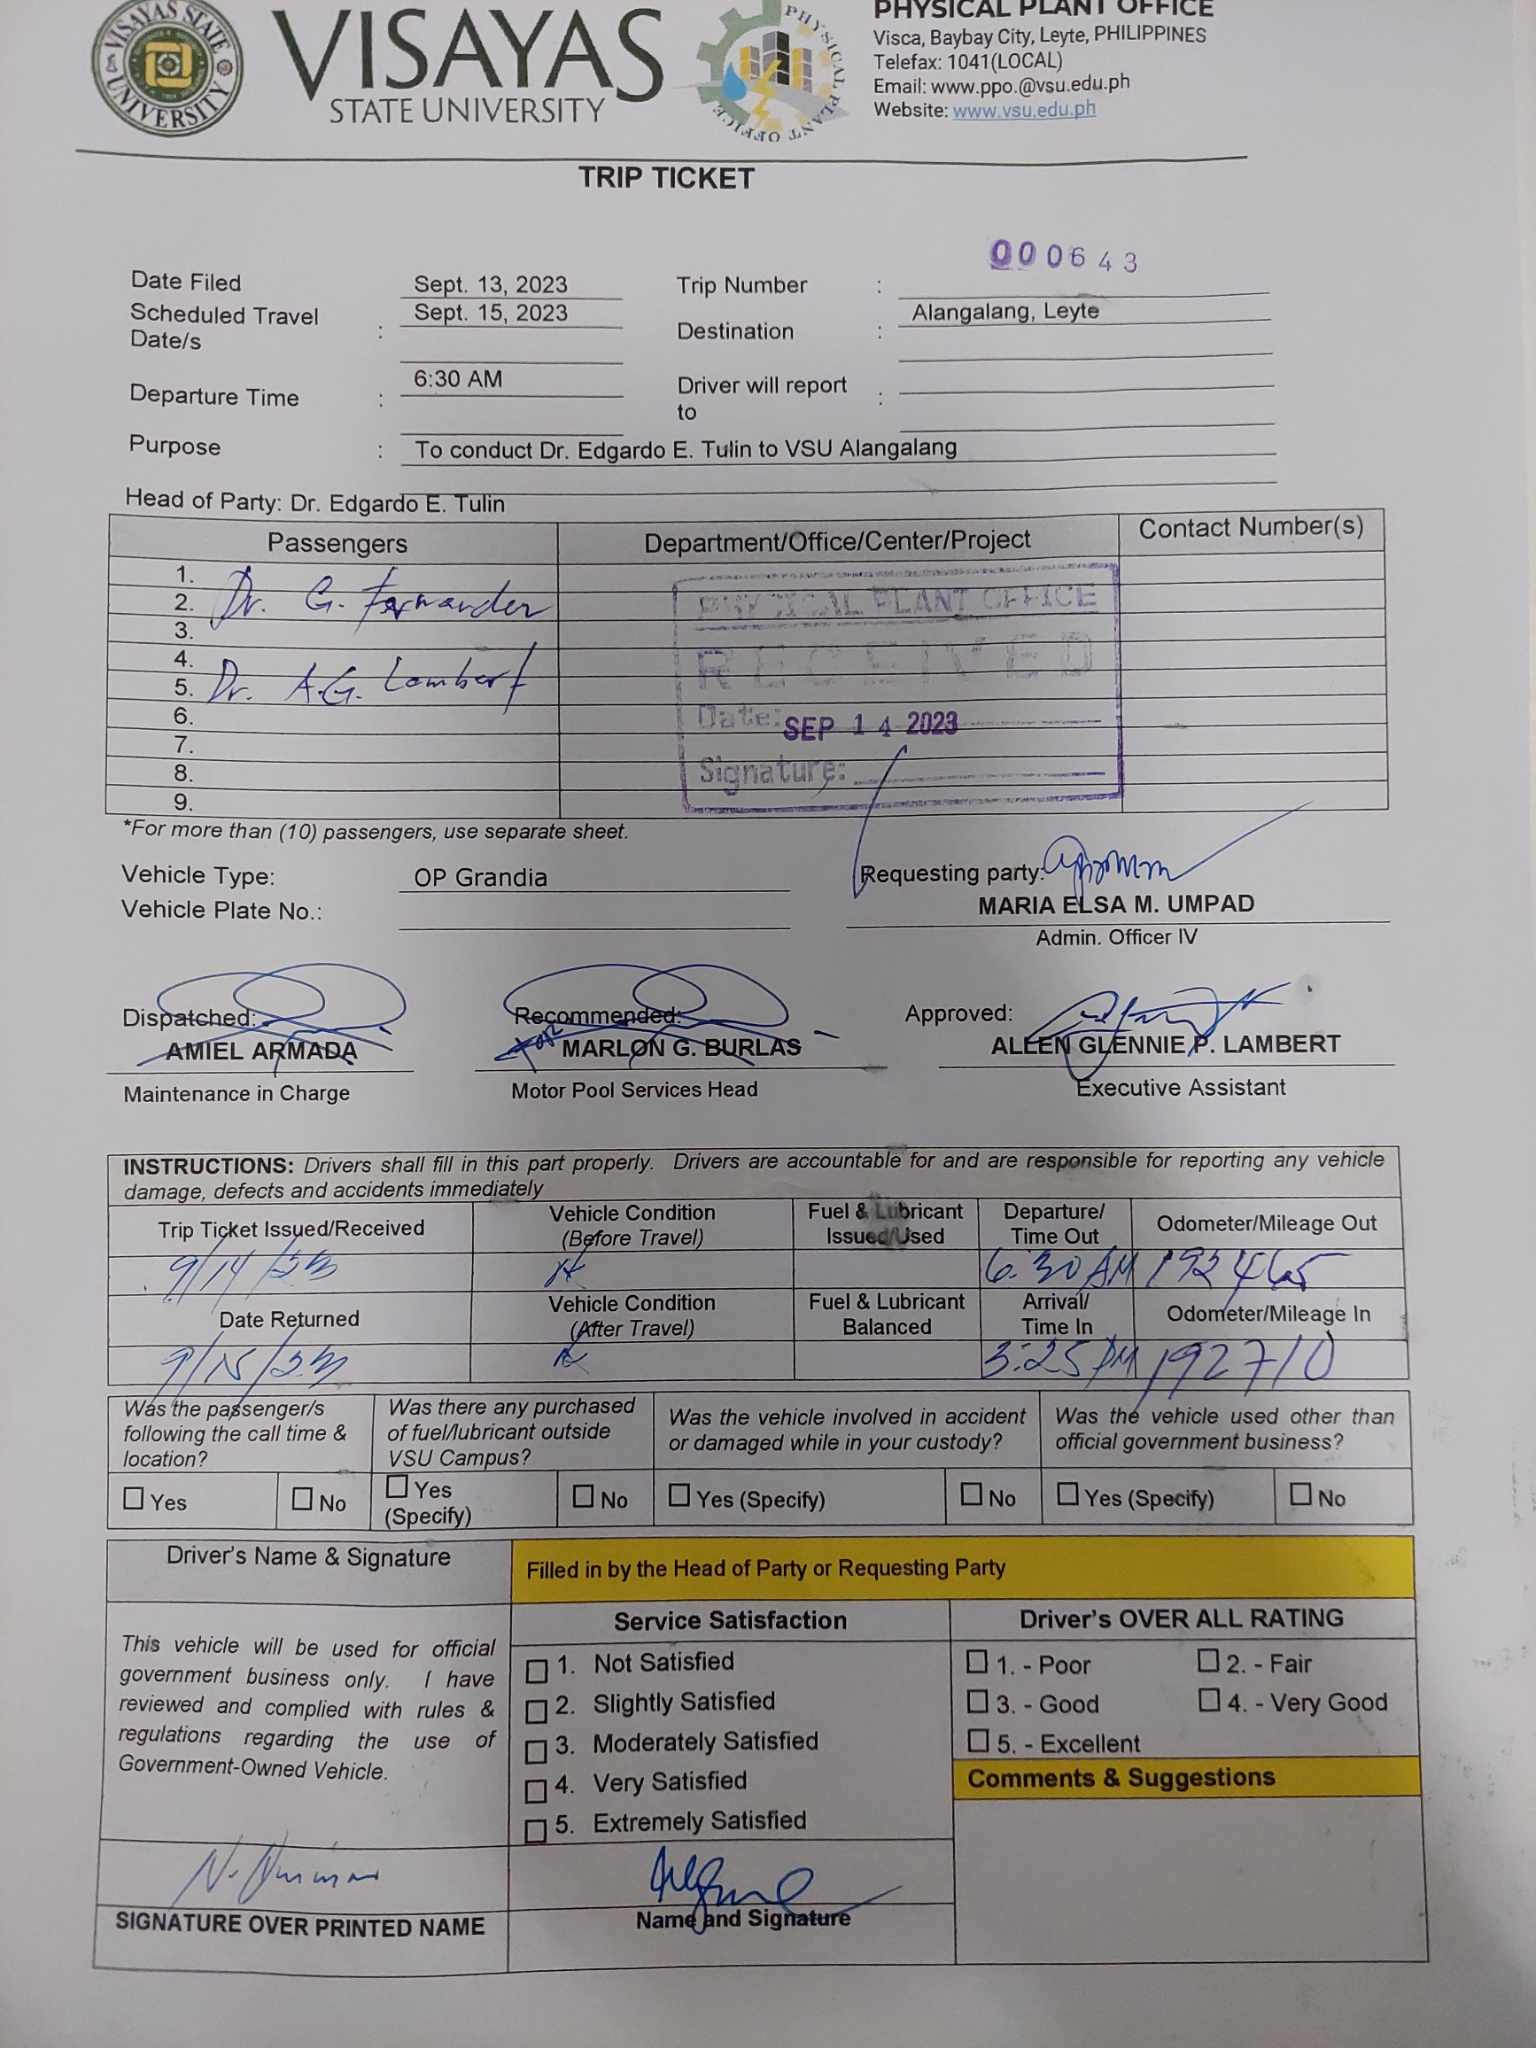 VISAYAS STATE UNIVERSITY
VISAYAS
STATE UNIVERSITY
PHYSICAL PLANT OFFICE
PHYSICAL PLANT OFFICE
Visca, Baybay City, Leyte, PHILIPPINES
Telefax: 1041(LOCAL)
Email: www.ppo.@vsu.edu.ph
Website: www.vsu.edu.ph
TRIP TICKET
000643
Date Filed Sept. 13, 2023 Trip Number :
Scheduled Travel Date/s : Sept. 15, 2023 Destination : Alangalang, Leyte
Departure Time : 6:30 AM Driver will report to :
Purpose : To conduct Dr. Edgardo E. Tulin to VSU Alangalang
Head of Party: Dr. Edgardo E. Tulin
Passengers Department/Office/Center/Project Contact Number(s)
1.
2. Dr. G.
3.
4.
5. Dr. A.G. Lambert
6.
7.
8.
9.
PHYSICAL PLANT OFFICE
RECEIVED
Date: SEP 14 2023
Signature:
*For more than (10) passengers, use separate sheet.
Vehicle Type: OP Grandia Requesting party:
Vehicle Plate No.: MARIA ELSA M. UMPAD
Admin. Officer IV
Dispatched: Recommended: Approved:
AMIEL ARMADA for MARLON G. BURLAS ALLEN GLENNIE P. LAMBERT
Maintenance in Charge Motor Pool Services Head Executive Assistant
INSTRUCTIONS: Drivers shall fill in this part properly. Drivers are accountable for and are responsible for reporting any vehicle
damage, defects and accidents immediately
Trip Ticket Issued/Received Vehicle Condition (Before Travel) Fuel & Lubricant Issued/Used Departure/ Time Out Odometer/Mileage Out
9/14/23 6:30 AM 192465
Date Returned Vehicle Condition (After Travel) Fuel & Lubricant Balanced Arrival/ Time In Odometer/Mileage In
9/15/23 3:25 PM 192710
Was the passenger/s following the call time & location? Was there any purchased of fuel/lubricant outside VSU Campus? Was the vehicle involved in accident or damaged while in your custody? Was the vehicle used other than official government business?
Yes No Yes (Specify) No Yes (Specify) No Yes (Specify) No
Driver's Name & Signature Filled in by the Head of Party or Requesting Party
Service Satisfaction Driver's OVER ALL RATING
This vehicle will be used for official
government business only. I have
reviewed and complied with rules &
regulations regarding the use of
Government-Owned Vehicle.
1. Not Satisfied
2. Slightly Satisfied
3. Moderately Satisfied
4. Very Satisfied
5. Extremely Satisfied
1. - Poor 2. - Fair
3. - Good 4. - Very Good
5. - Excellent
Comments & Suggestions
SIGNATURE OVER PRINTED NAME Name and Signature